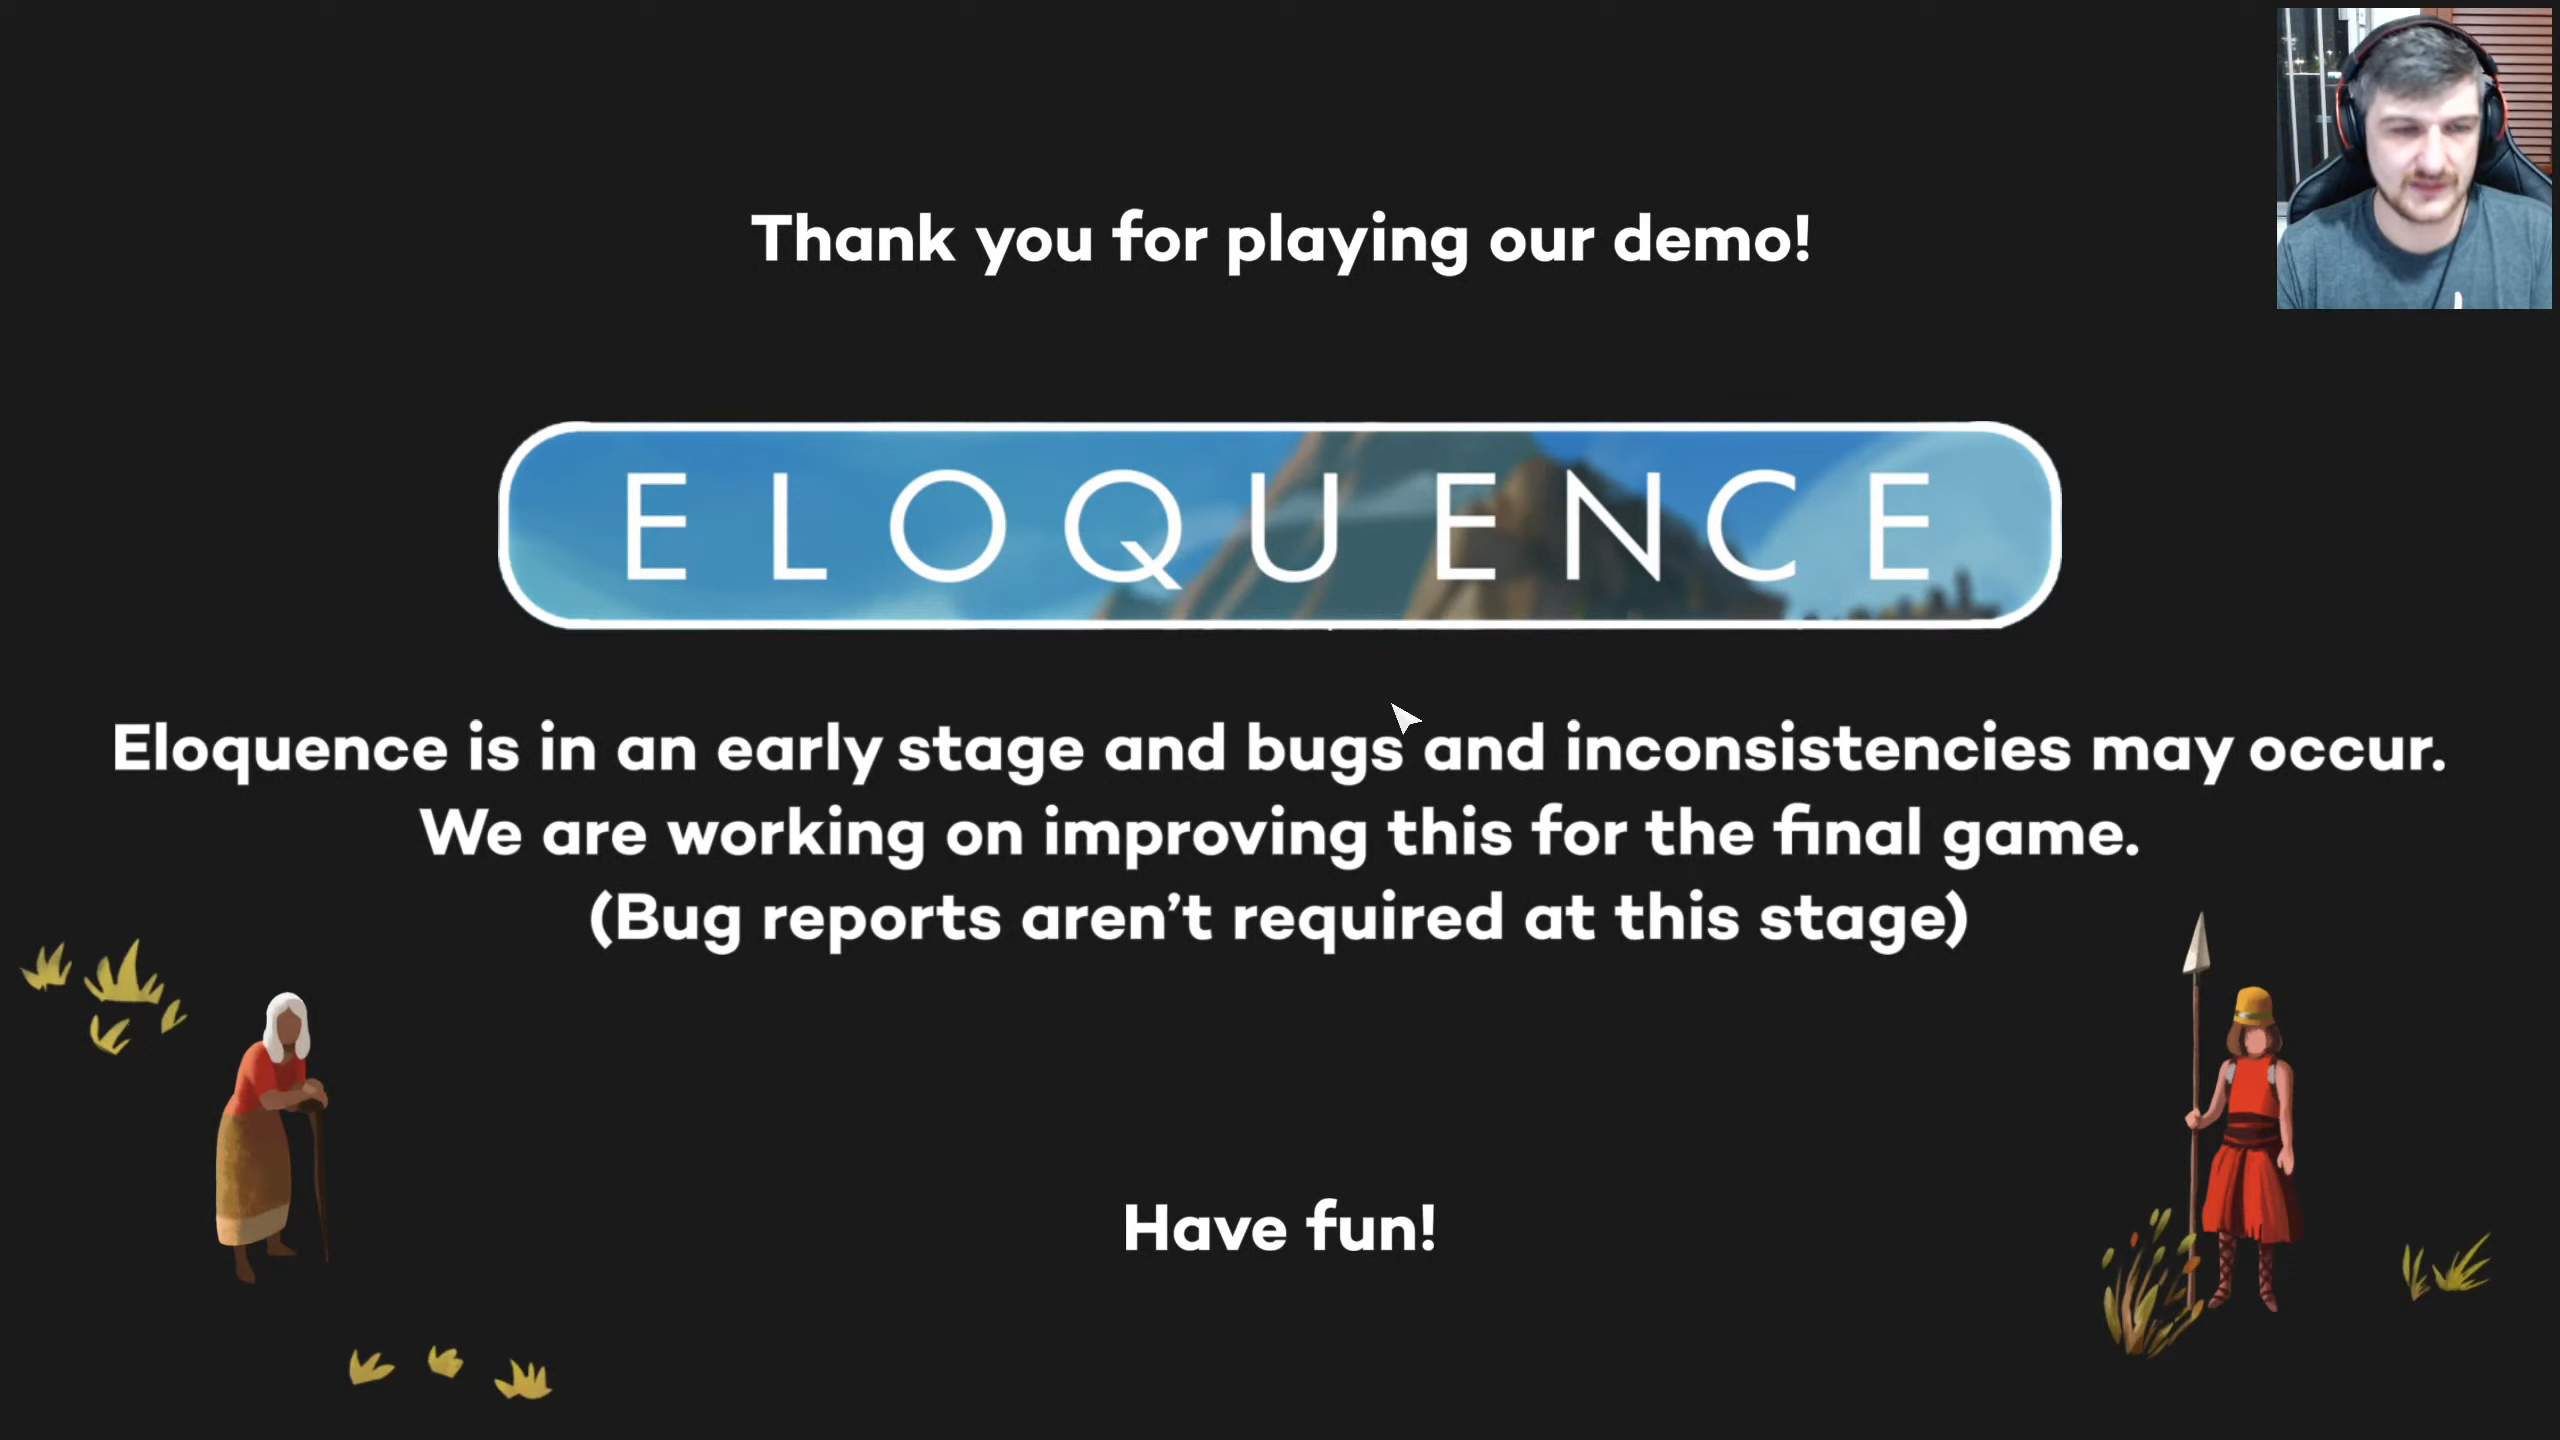 Thank you for playing our demo!
ELOQUENCE
Eloquence is in an early stage and bugs and inconsistencies may occur.
We are working on improving this for the final game.
(Bug reports aren’t required at this stage)
Have fun!